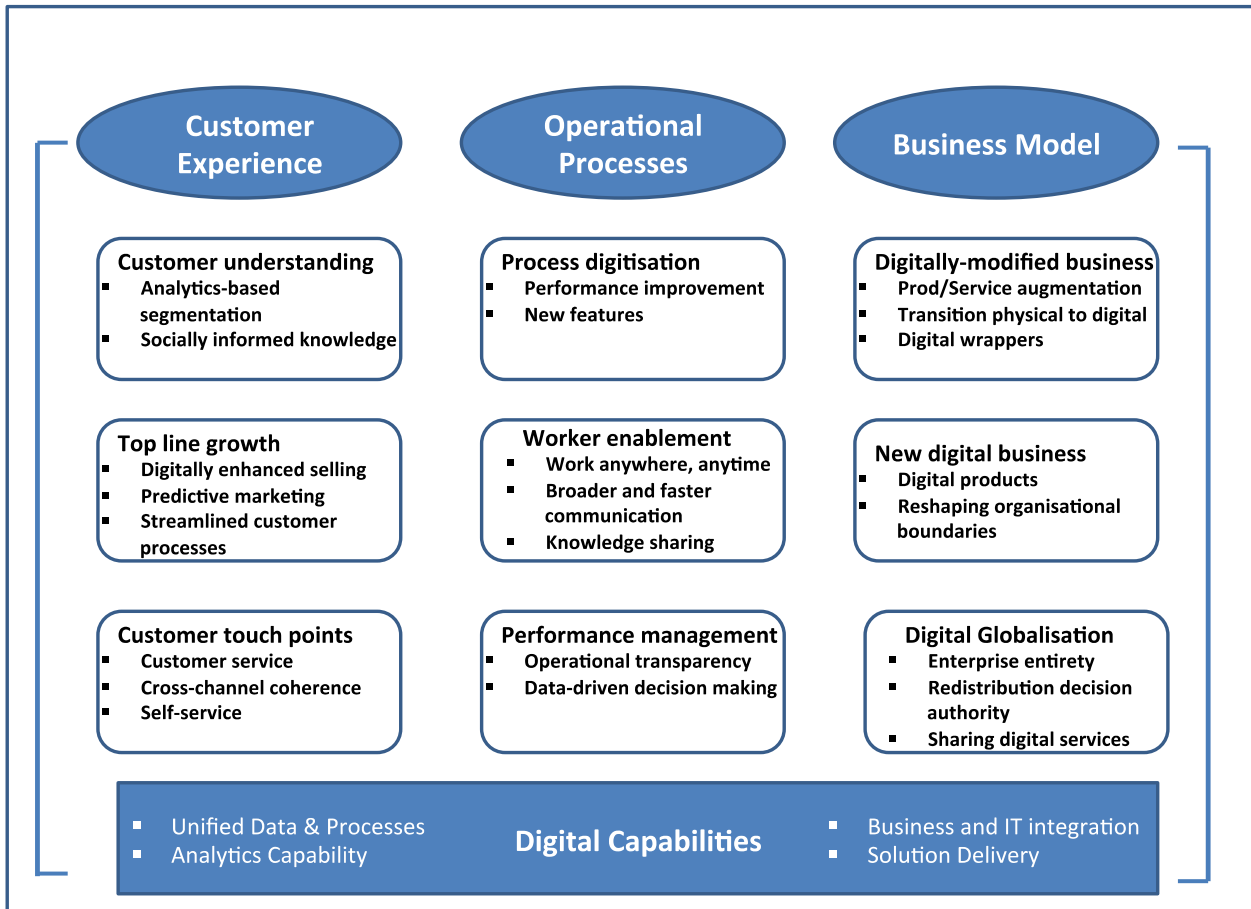 Customer
Experience
Operational
Processes
Business Model
Customer understanding
▪ Analytics-based
segmentation
▪ Socially informed knowledge
Process digitisation
▪ Performance improvement
▪ New features
Digitally-modified business
▪ Prod/Service augmentation
▪ Transition physical to digital
▪ Digital wrappers
Top line growth
▪ Digitally enhanced selling
▪ Predictive marketing
▪ Streamlined customer
processes
Worker enablement
▪ Work anywhere, anytime
▪ Broader and faster
communication
▪ Knowledge sharing
New digital business
▪ Digital products
▪ Reshaping organisational
boundaries
Customer touch points
▪ Customer service
▪ Cross-channel coherence
▪ Self-service
Performance management
▪ Operational transparency
▪ Data-driven decision making
Digital Globalisation
▪ Enterprise entirety
▪ Redistribution decision
authority
▪ Sharing digital services
▪ Unified Data & Processes
▪ Analytics Capability
Digital Capabilities
▪ Business and IT integration
▪ Solution Delivery